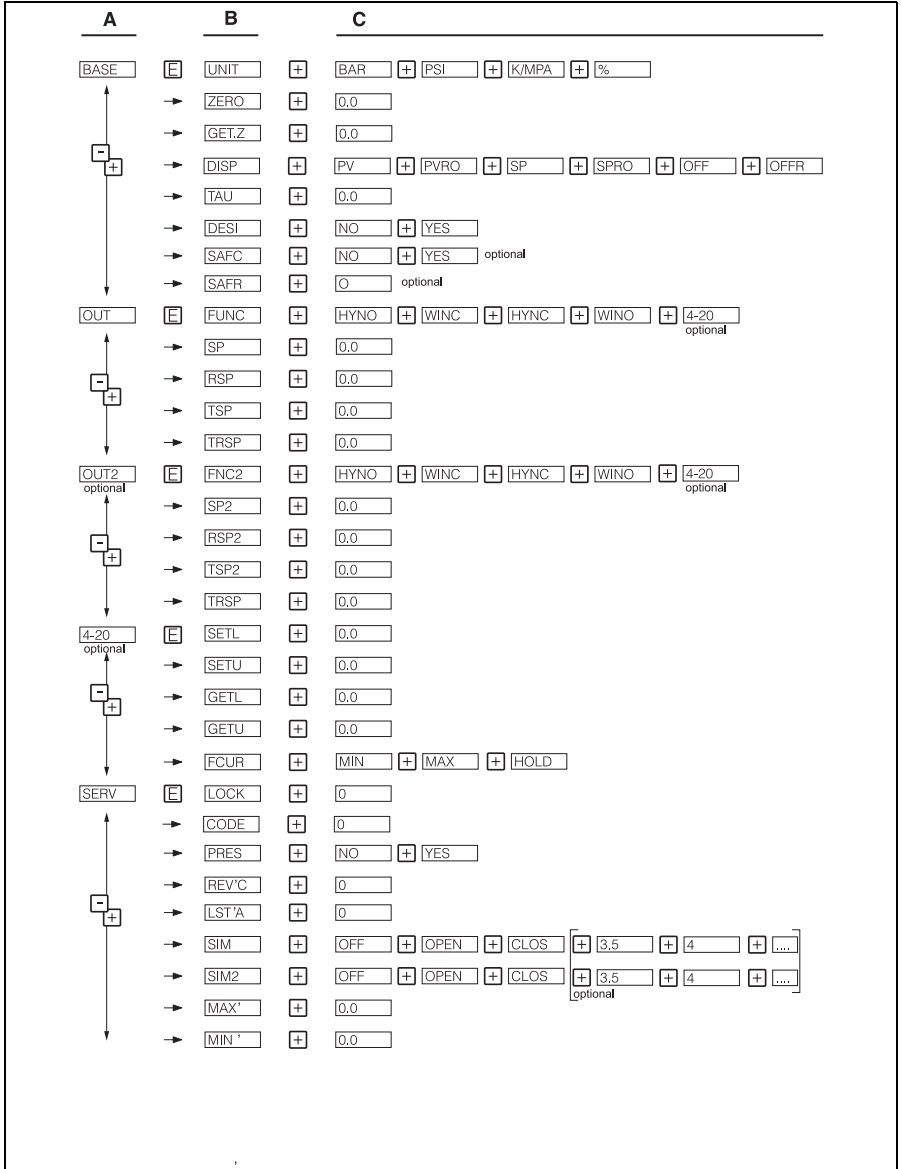 A B C
BASE E UNIT + BAR + PSI + K/MPA + %
ZERO + 0.0
GET.Z + 0.0
- + DISP + PV + PVRO + SP + SPRO + OFF + OFFR
TAU + 0.0
DESI + NO + YES
SAFC + NO + YES optional
SAFR + O optional
OUT E FUNC + HYNO + WINC + HYNC + WINO + 4-20
optional
SP + 0.0
RSP + 0.0
- +
TSP + 0.0
TRSP + 0.0
OUT2 E FNC2 + HYNO + WINC + HYNC + WINO + 4-20
optional optional
SP2 + 0.0
RSP2 + 0.0
- +
TSP2 + 0.0
TRSP + 0.0
4-20 E SETL + 0.0
optional
SETU + 0.0
- +
GETL + 0.0
GETU + 0.0
FCUR + MIN + MAX + HOLD
SERV E LOCK + 0
CODE + 0
PRES + NO + YES
REV'C + 0
- +
LST'A + 0
SIM + OFF + OPEN + CLOS + 3.5 + 4 + ....
SIM2 + OFF + OPEN + CLOS + 3.5 + 4 + ....
optional
MAX' + 0.0
MIN ' + 0.0
,